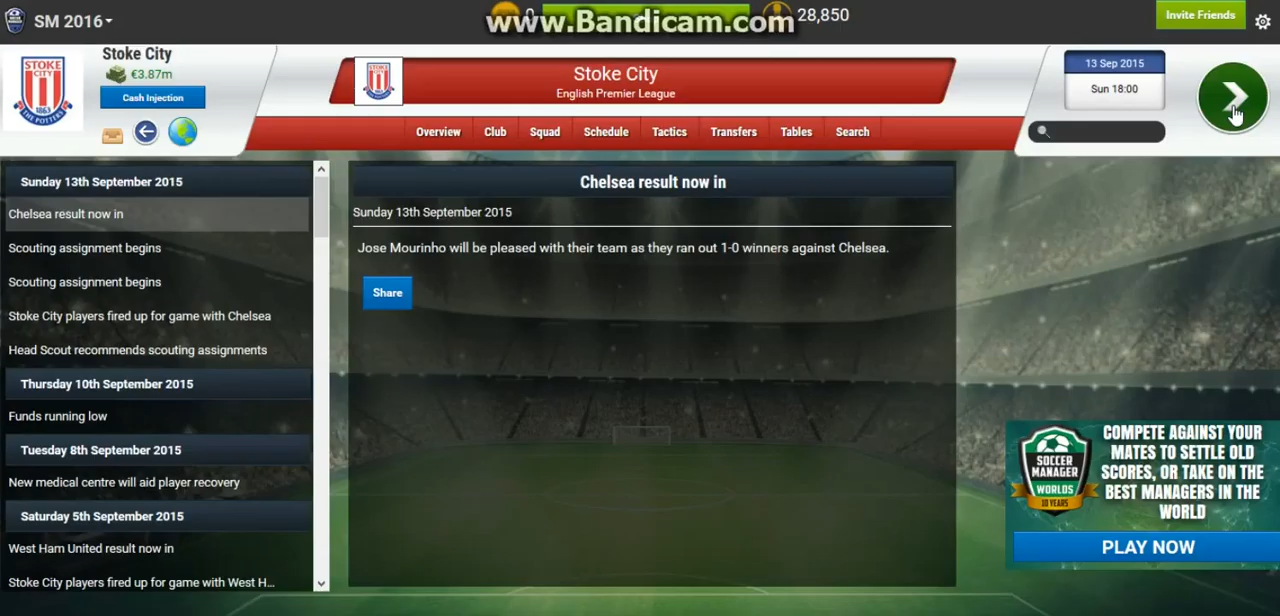 SM 2016
www.Bandicam.com
28,850
Invite Friends
STOKE
CITY
1863
THE POTTERS
Stoke City
€3.87m
Cash Injection
Stoke City
English Premier League
13 Sep 2015
Sun 18:00
Overview
Club
Squad
Schedule
Tactics
Transfers
Tables
Search
Sunday 13th September 2015
Chelsea result now in
Scouting assignment begins
Scouting assignment begins
Stoke City players fired up for game with Chelsea
Head Scout recommends scouting assignments
Thursday 10th September 2015
Funds running low
Tuesday 8th September 2015
New medical centre will aid player recovery
Saturday 5th September 2015
West Ham United result now in
Stoke City players fired up for game with West H...
Chelsea result now in
Sunday 13th September 2015
Jose Mourinho will be pleased with their team as they ran out 1-0 winners against Chelsea.
Share
SOCCER
MANAGER
WORLDS
10 YEARS
COMPETE AGAINST YOUR
MATES TO SETTLE OLD
SCORES, OR TAKE ON THE
BEST MANAGERS IN THE
WORLD
PLAY NOW